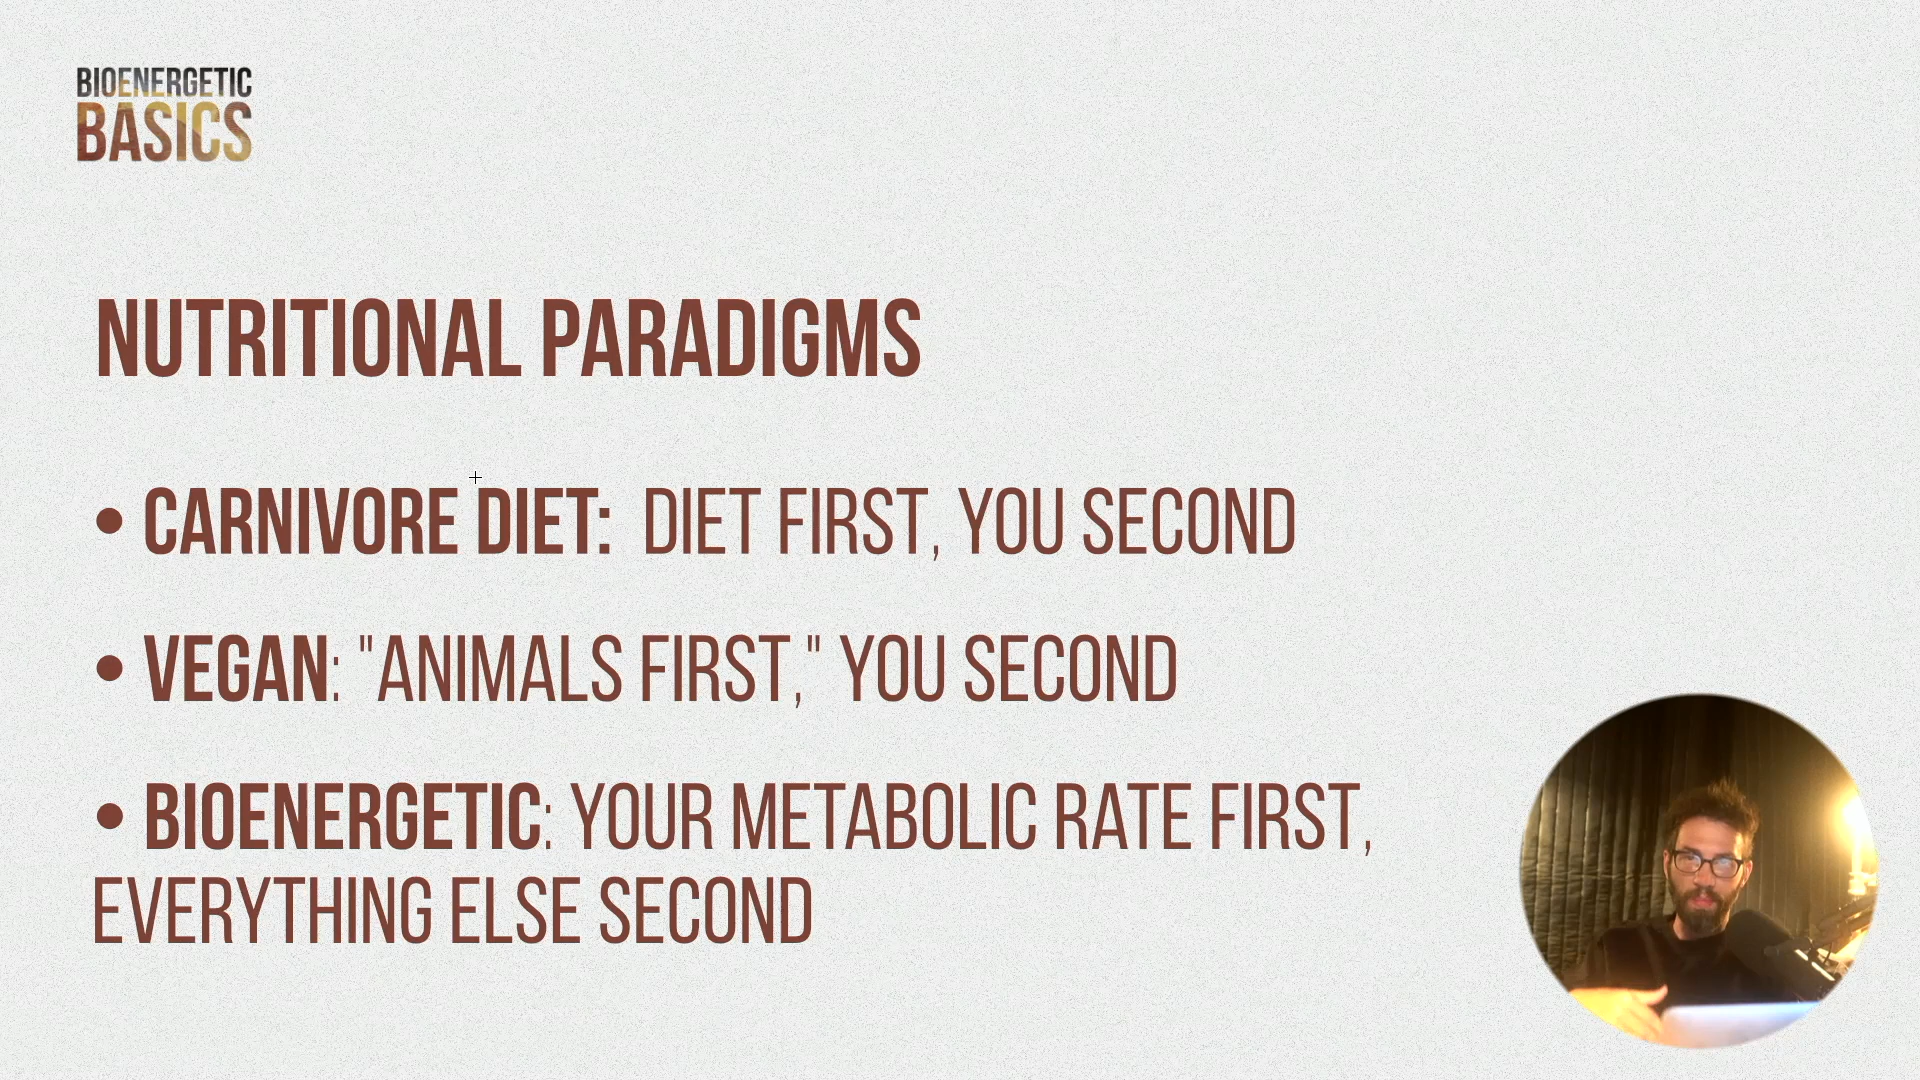 BIOENERGETIC
BASICS
NUTRITIONAL PARADIGMS
• CARNIVORE DIET: DIET FIRST, YOU SECOND
• VEGAN: "ANIMALS FIRST," YOU SECOND
• BIOENERGETIC: YOUR METABOLIC RATE FIRST,
EVERYTHING ELSE SECOND